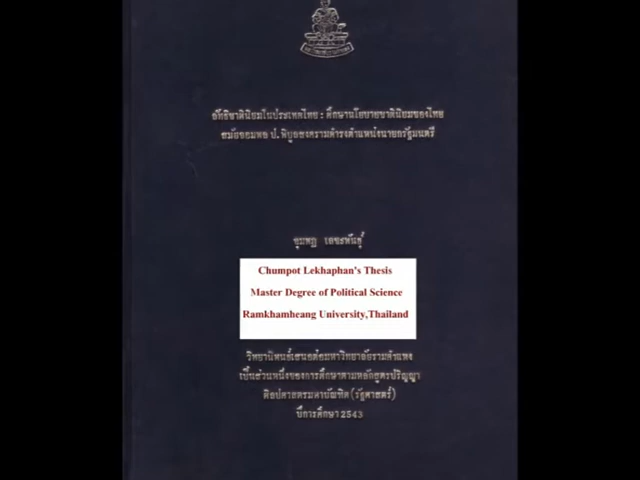 ลัทธิชาตินิยมในประเทศไทย : ศึกษานโยบายชาตินิยมของไทย
สมัยจอมพล ป. พิบูลสงครามดำรงตำแหน่งนายกรัฐมนตรี
จุมพฏ เลขะพันธุ์
Chumpot Lekhaphan's Thesis
Master Degree of Political Science
Ramkhamheang University,Thailand
วิทยานิพนธ์เสนอต่อมหาวิทยาลัยรามคำแหง
เป็นส่วนหนึ่งของการศึกษาตามหลักสูตรปริญญา
ศิลปศาสตรมหาบัณฑิต (รัฐศาสตร์)
ปีการศึกษา 2543